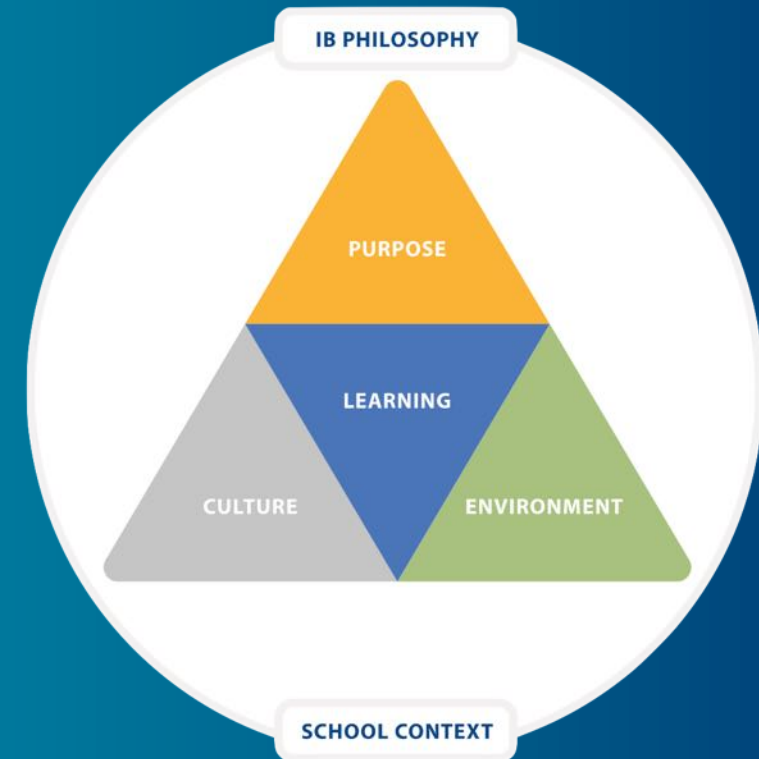 IB PHILOSOPHY
PURPOSE
LEARNING
CULTURE
ENVIRONMENT
SCHOOL CONTEXT